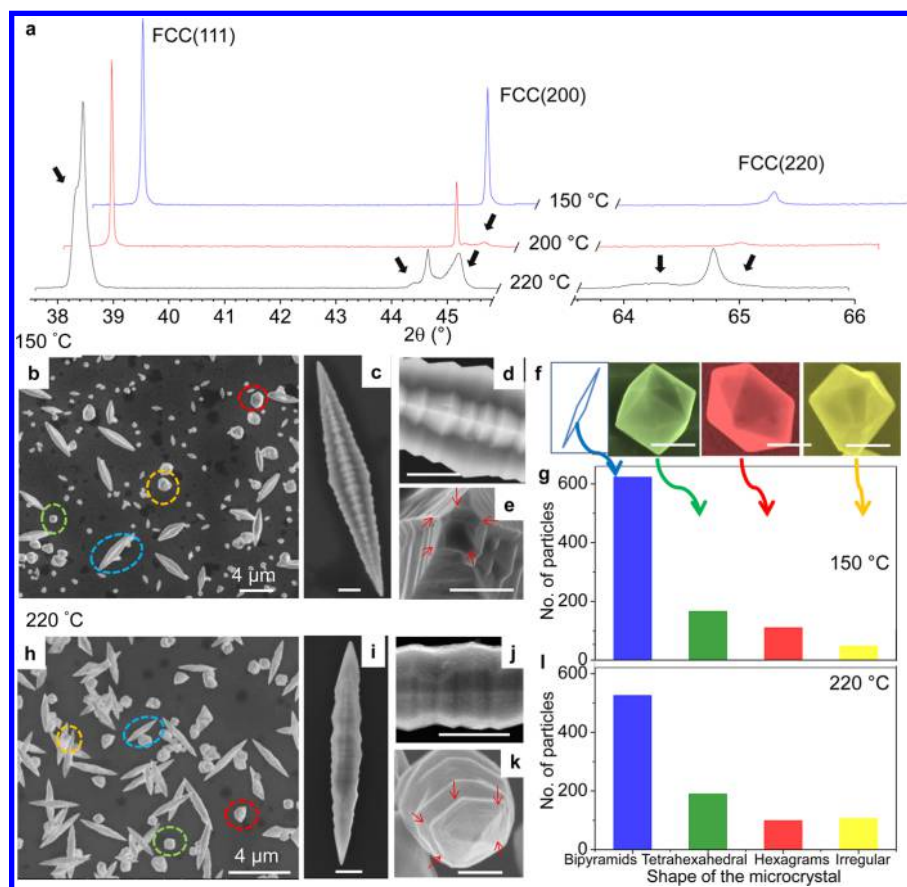 a
FCC(111)
FCC(200)
FCC(220)
150 °C
200 °C
220 °C
38 39 40 41 42 43 44 45 64 65 66
2θ (°)
150 °C
b
4 µm
c
d
e
f
g
600
400
200
0
No. of particles
150 °C
220 °C
h
4 µm
i
j
k
l
600
400
200
0
No. of particles
220 °C
Bipyramids Tetrahexahedral Hexagrams Irregular
Shape of the microcrystal